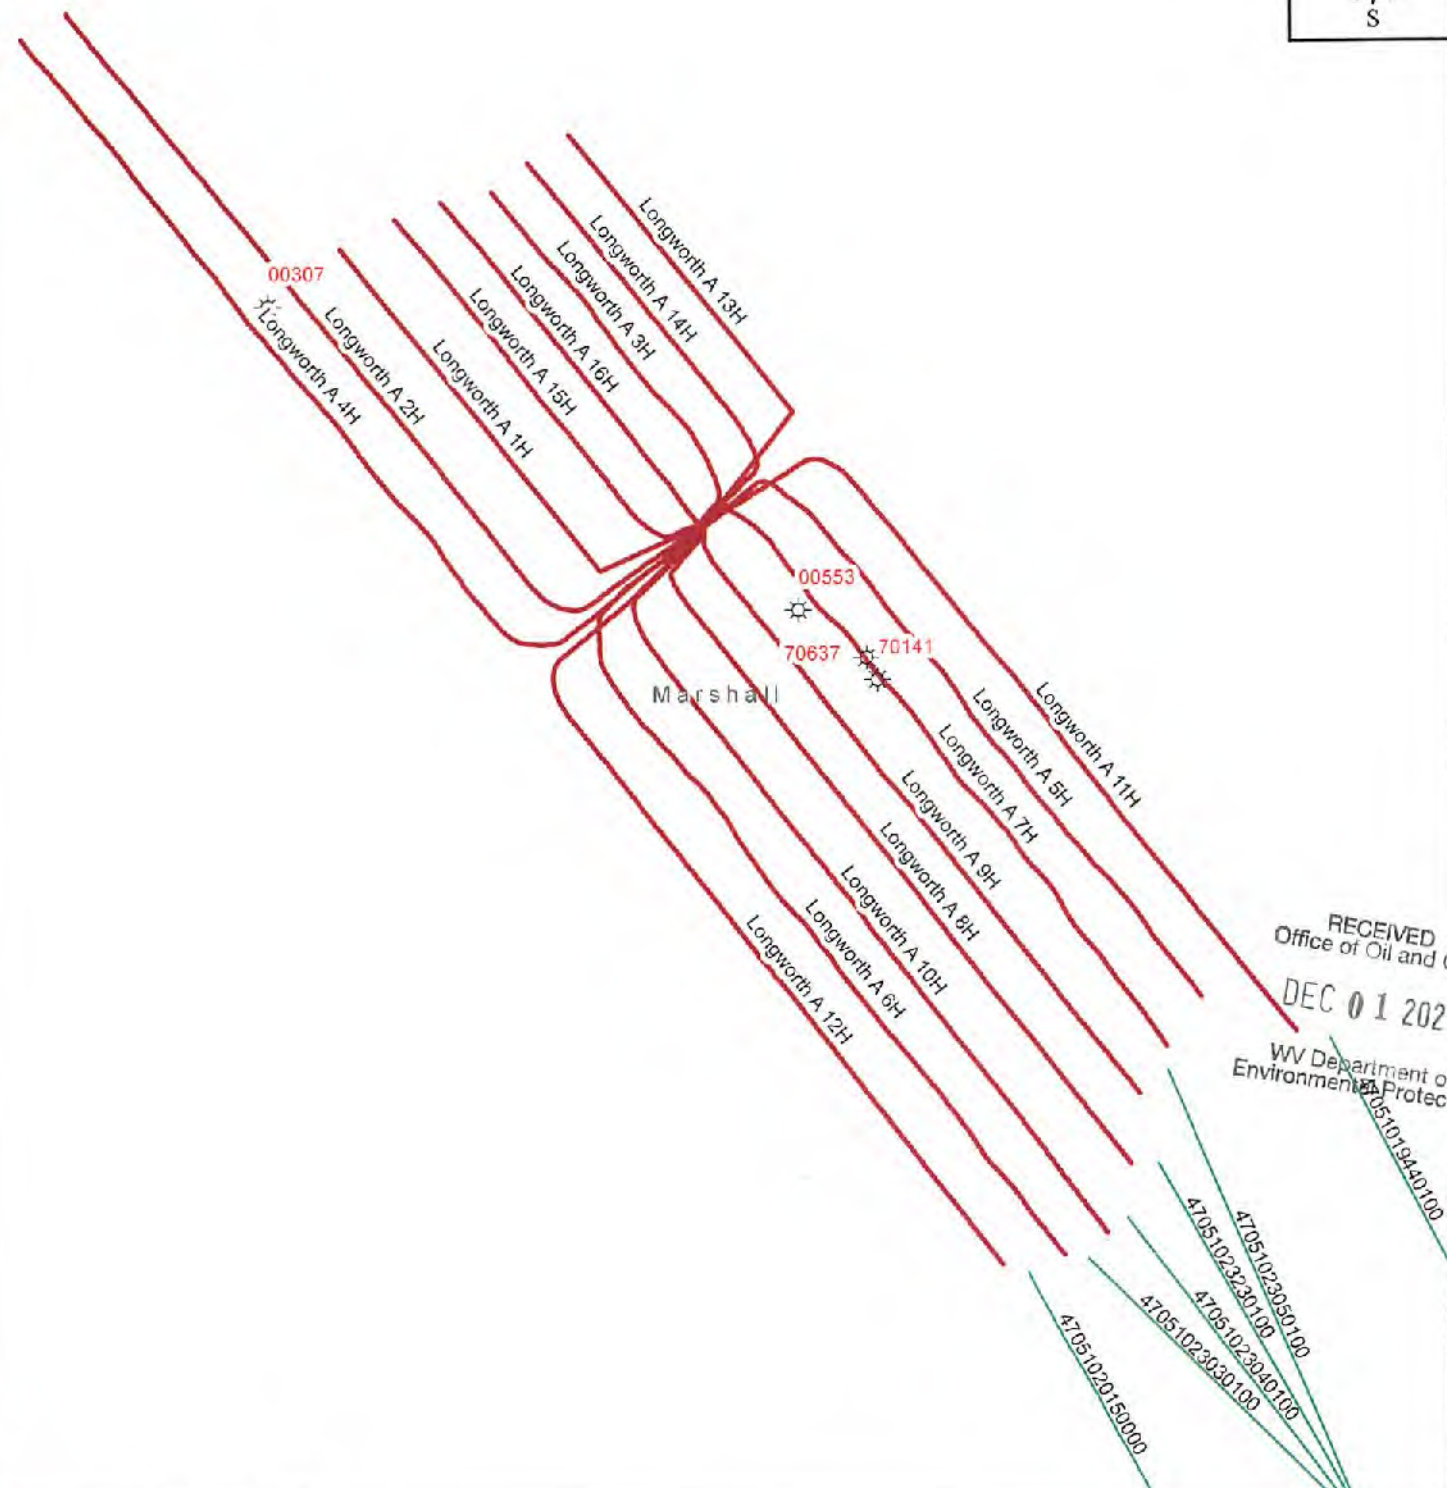 S
Longworth A 13H
Longworth A 14H
Longworth A 3H
Longworth A 16H
Longworth A 15H
Longworth A 1H
00307
Longworth A 2H
Longworth A 4H
00553
70637
70141
Marshall
Longworth A 11H
Longworth A 5H
Longworth A 7H
Longworth A 9H
Longworth A 8H
Longworth A 10H
Longworth A 6H
Longworth A 12H
RECEIVED
Office of Oil and
DEC 01 202
WV Department o
Environmental Protec
47051019440100
47051023050100
47051023230100
47051023040100
47051023030100
47051020150000